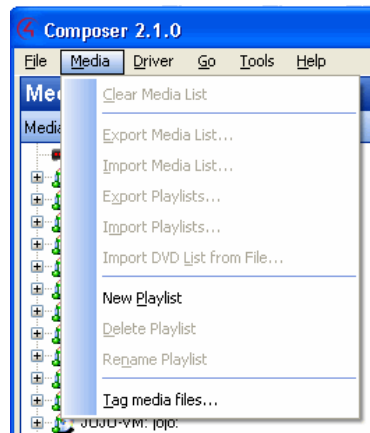 Composer 2.1.0
File Media Driver Go Tools Help
Me
Media
Clear Media List
Export Media List...
Import Media List...
Export Playlists...
Import Playlists...
Import DVD List from File...
New Playlist
Delete Playlist
Rename Playlist
Tag media files...
JOJO-VM: jojo: